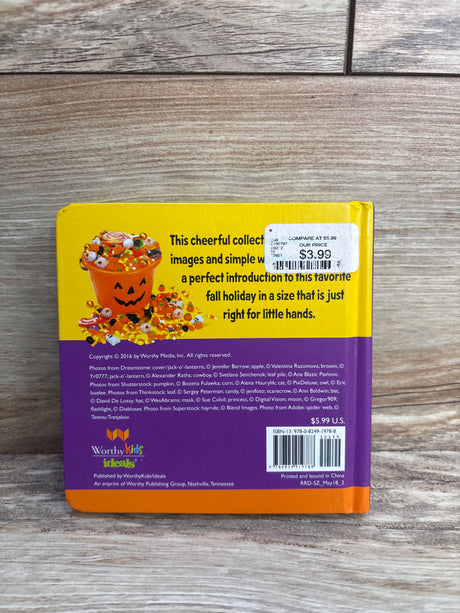 This cheerful collect
images and simple w
a perfect introduction to this favorite
fall holiday in a size that is just
right for little hands.
COMPARE AT $5.99
OUR PRICE
$3.99
Copyright © 2016 by Worthy Media, Inc. All rights reserved.
Photos from Dreamstime: cover/jack-o'-lanterns, © Jennifer Barrow; apple, © Valentina Razumova; broom, ©
Yi0777; jack-o'-lanterns, © Alexander Raths; cowboy, © Svetlana Senchenok; leaf pile, © Ana Blazic Pavlovic.
Photos from Shutterstock: pumpkin, © Bozena Fulawka; corn, © Alena Haurylik; cat, © PixDeluxe; owl, © Eric
Isselee. Photos from Thinkstock: leaf, © Sergey Peterman; candy, © jenifoto; scarecrow, © Ann Baldwin; bat,
© David De Lossy; hat, © WesAbrams; mask, © Sue Colvil; princess, © Digital Vision; moon, © Gregor909;
flashlight, © Diabluses. Photo from Superstock: hayride, © Blend Images. Photo from Adobe: spider web, ©
Teemu Tretjakov.
$5.99 U.S.
ISBN-13: 978-0-8249-1978-8
50599
WorthyKids
ideals
Published by WorthyKids/Ideals
An imprint of Worthy Publishing Group, Nashville, Tennessee
Printed and bound in China
RRD-SZ_May18_2